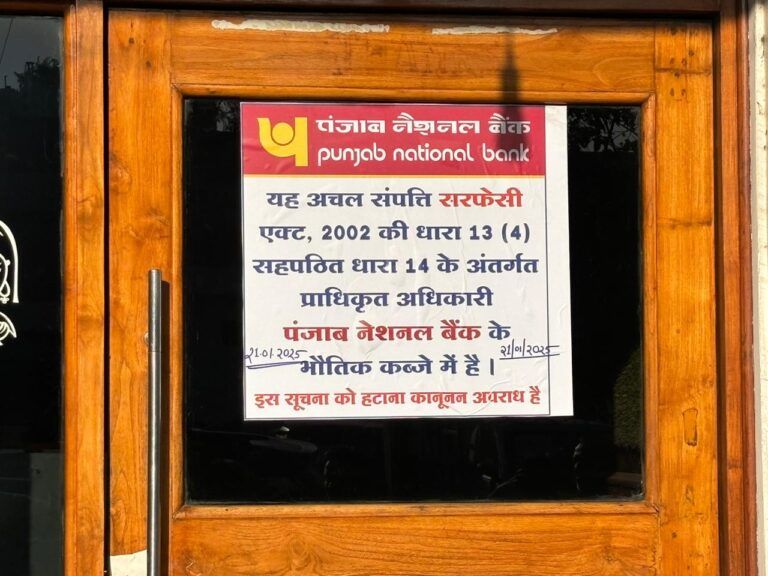 पंजाब नैशनल बैंक
punjab national bank
यह अचल संपत्ति सरफेसी
एक्ट, 2002 की धारा 13 (4)
सहपठित धारा 14 के अंतर्गत
प्राधिकृत अधिकारी
पंजाब नेशनल बैंक के
21.01.2025 भौतिक कब्जे में है । 21/01/2025
इस सूचना को हटाना कानूनन अपराध है